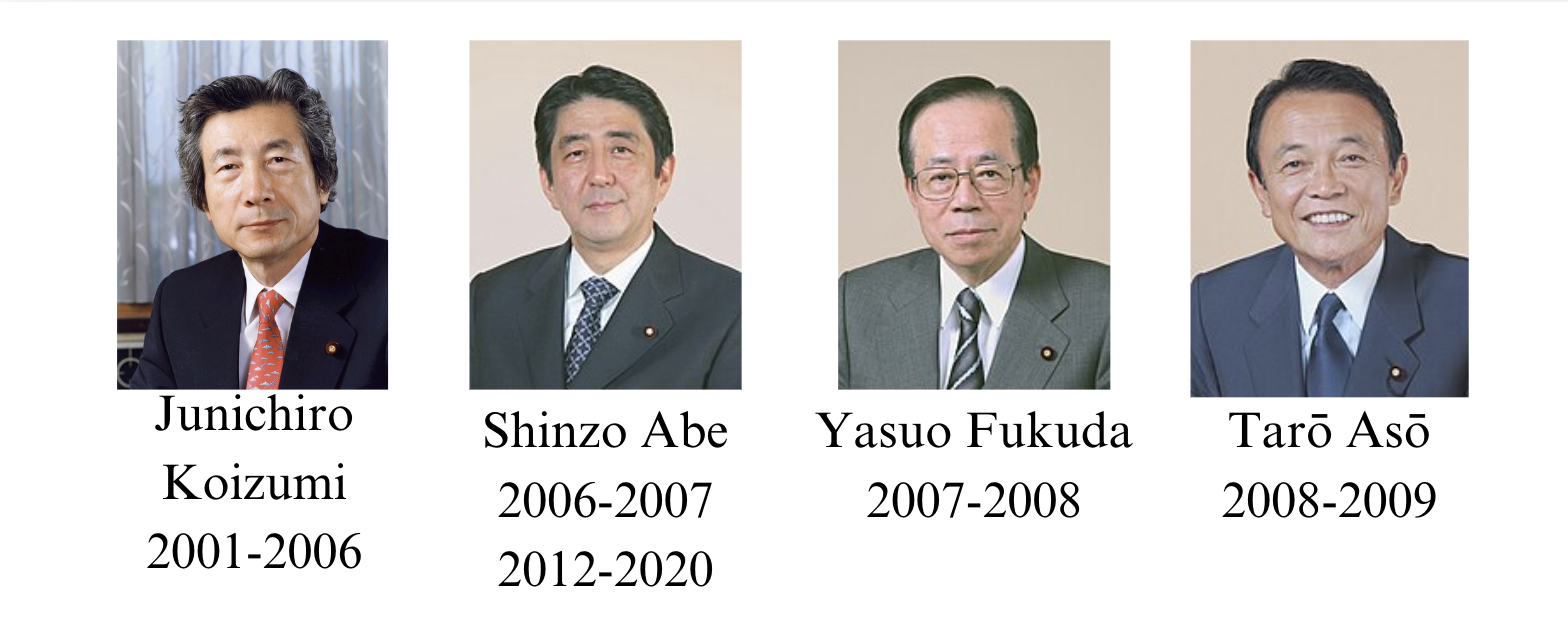 Junichiro
Koizumi
2001-2006
Shinzo Abe
2006-2007
2012-2020
Yasuo Fukuda
2007-2008
Tarō Asō
2008-2009